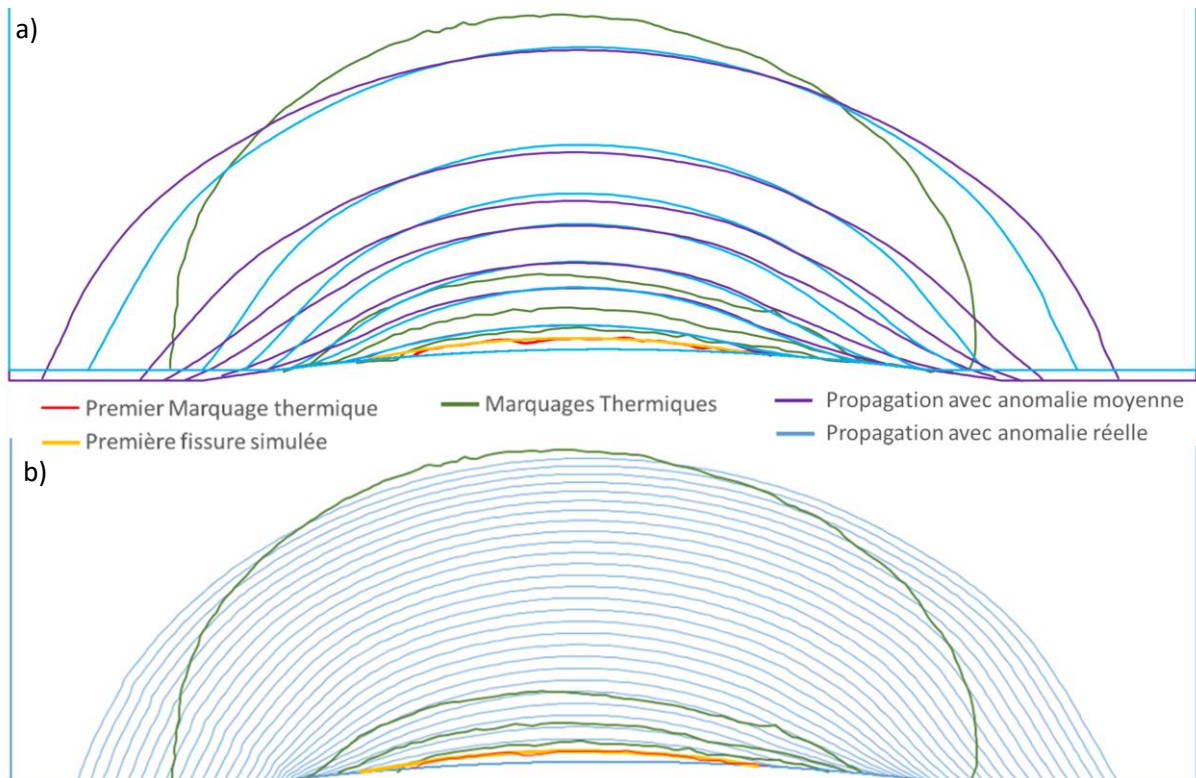 a)
Premier Marquage thermique
Marquages Thermiques
Propagation avec anomalie moyenne
Première fissure simulée
Propagation avec anomalie réelle
b)